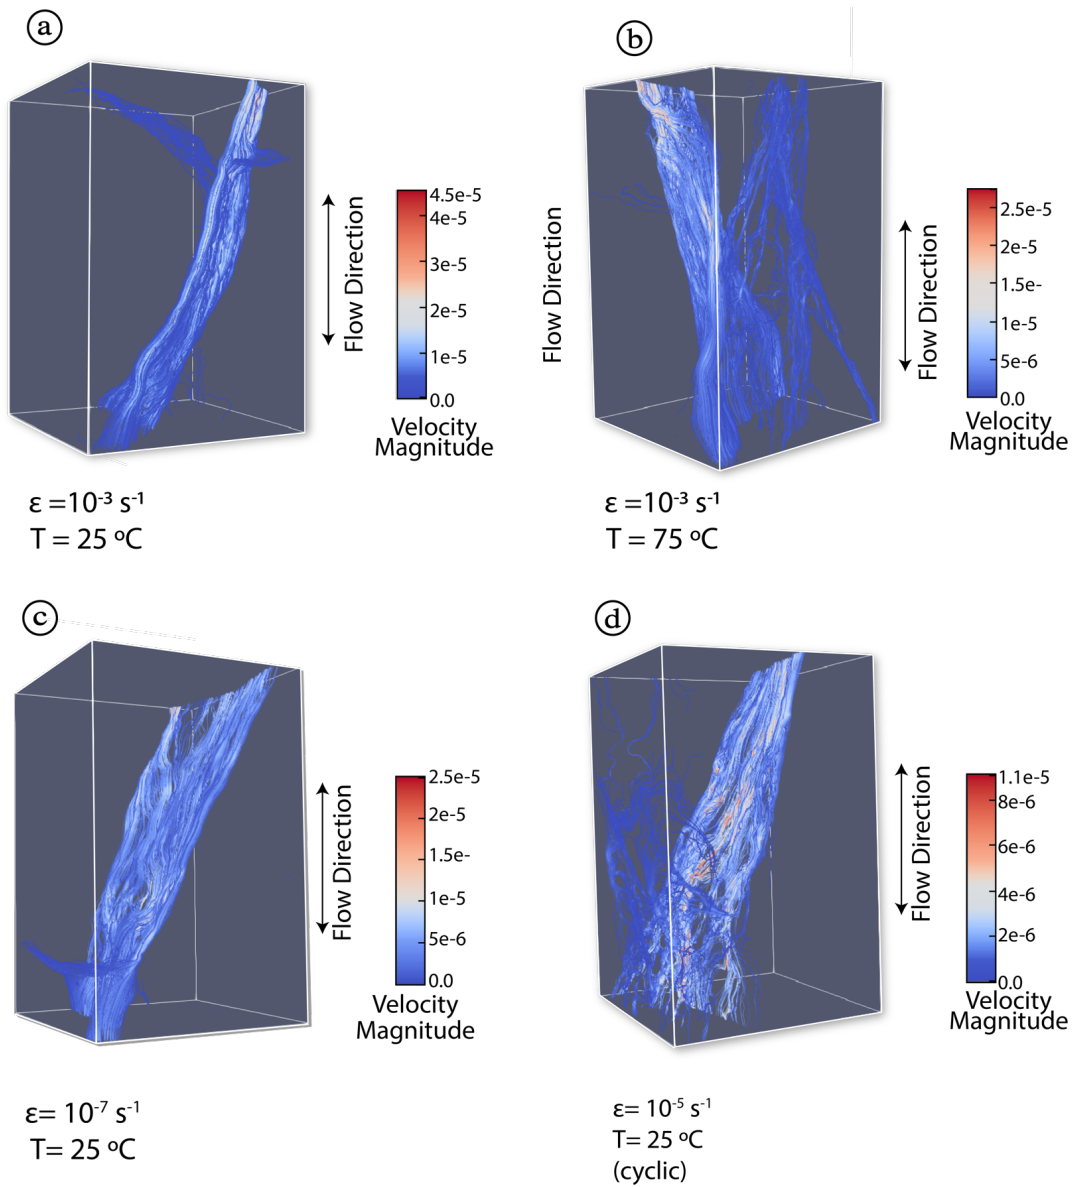 a
4.5e-5
4e-5
3e-5
2e-5
1e-5
0.0
Flow Direction
Velocity
Magnitude
ε =10-3 s-1
T = 25 ºC
b
Flow Direction
2.5e-5
2e-5
1.5e-
1e-5
5e-6
0.0
Flow Direction
Velocity
Magnitude
ε =10-3 s-1
T = 75 ºC
c
2.5e-5
2e-5
1.5e-
1e-5
5e-6
0.0
Flow Direction
Velocity
Magnitude
ε= 10-7 s-1
T= 25 ºC
d
1.1e-5
8e-6
6e-6
4e-6
2e-6
0.0
Flow Direction
Velocity
Magnitude
ε= 10-5 s-1
T= 25 ºC
(cyclic)